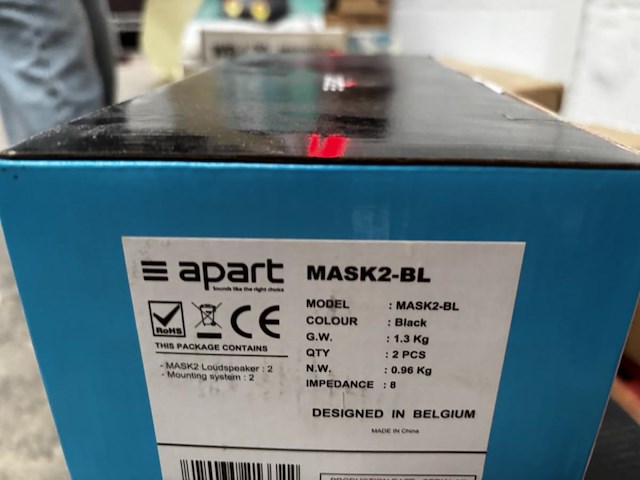 apart
Sounds like the right choice
MASK2-BL
MODEL : MASK2-BL
COLOUR : Black
G.W. : 1.3 Kg
QTY : 2 PCS
N.W. : 0.96 Kg
IMPEDANCE : 8
RoHS
CE
THIS PACKAGE CONTAINS
- MASK2 Loudspeaker : 2
- Mounting system : 2
DESIGNED IN BELGIUM
MADE IN China